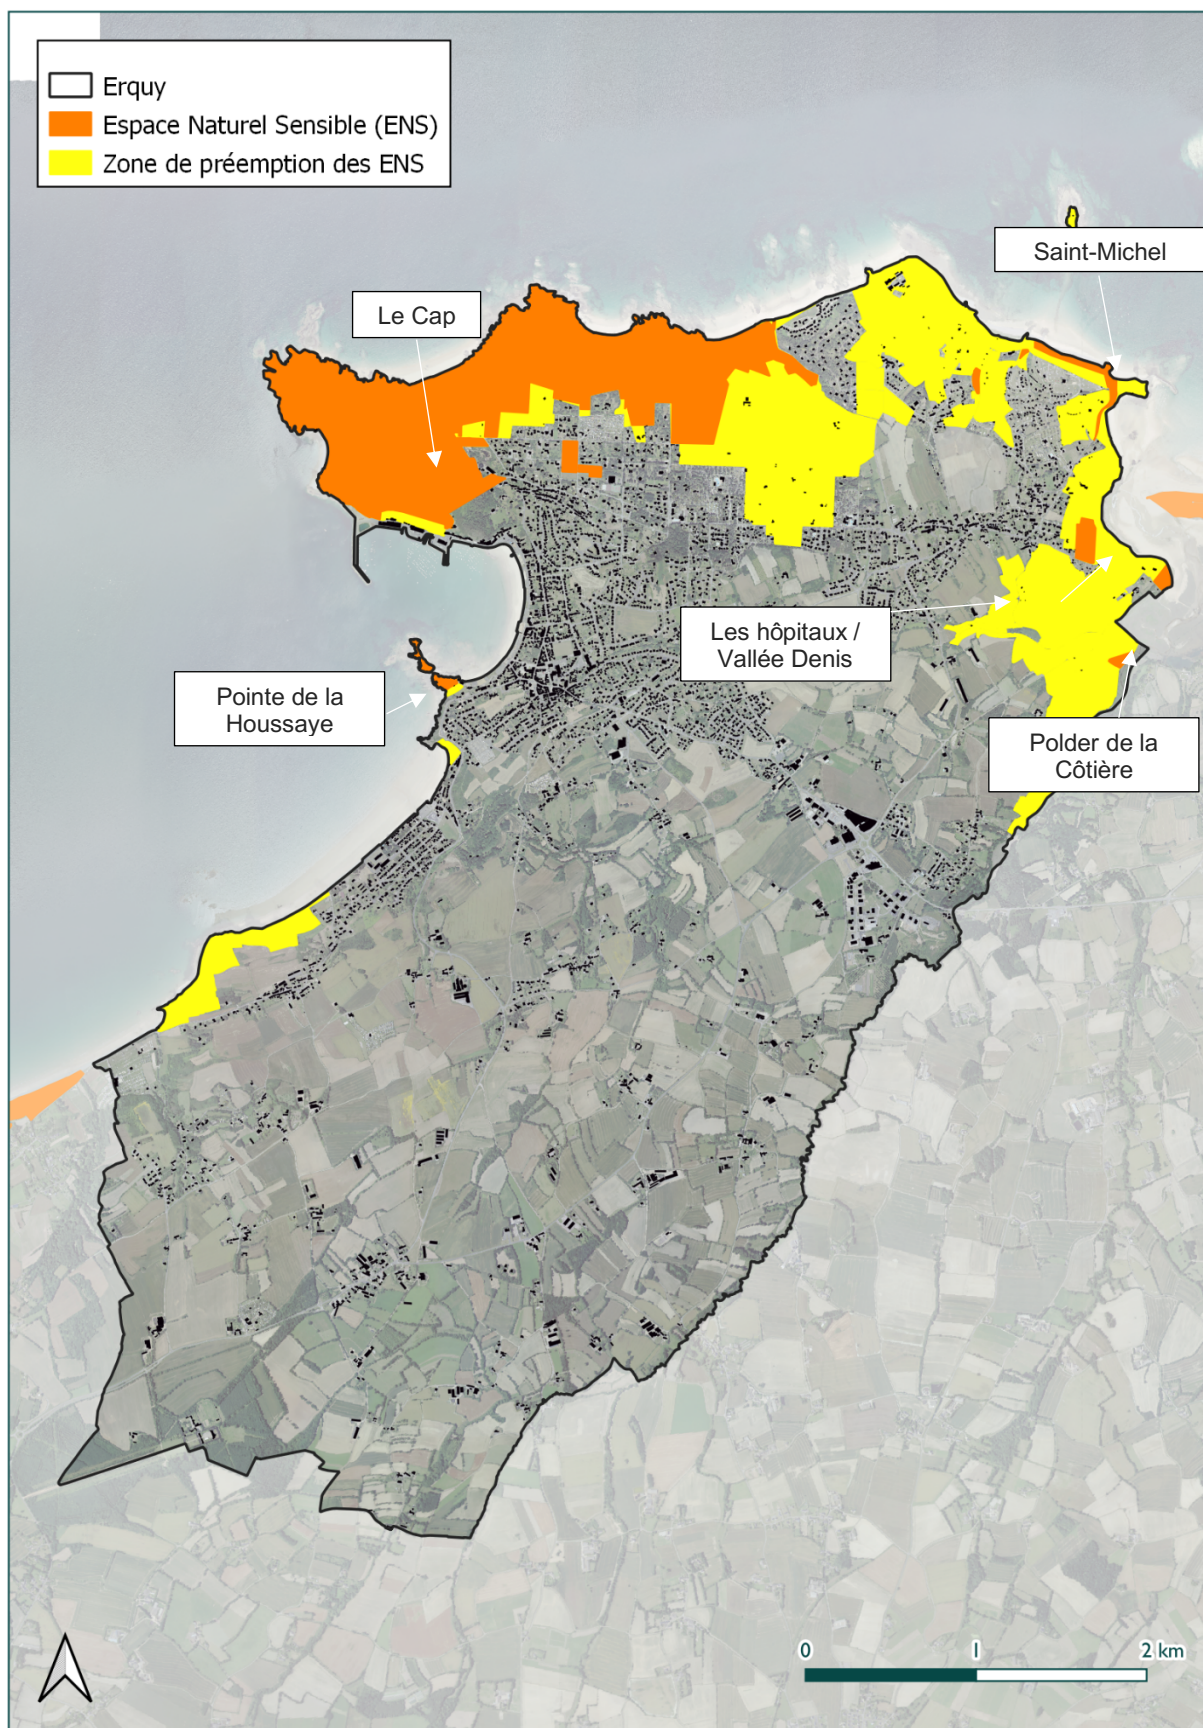 Erquy
Espace Naturel Sensible (ENS)
Zone de préemption des ENS
Saint-Michel
Le Cap
Les hôpitaux /
Vallée Denis
Pointe de la
Houssaye
Polder de la
Côtière
0 1 2 km